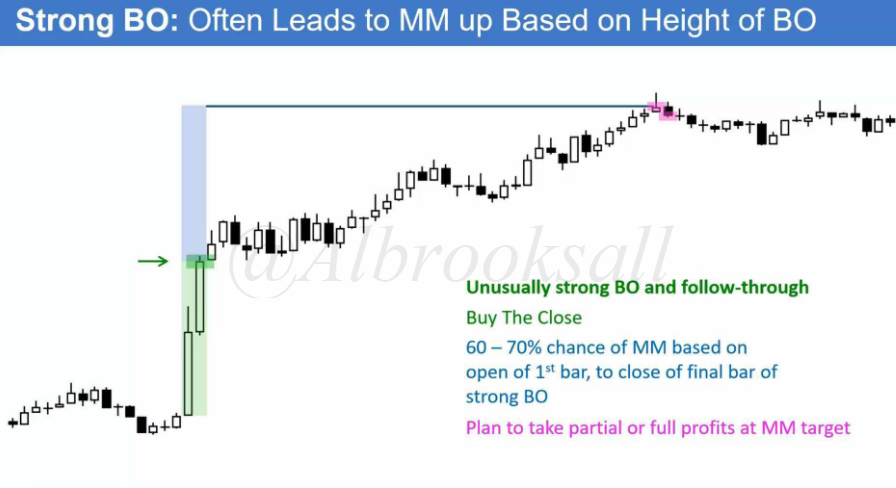 Strong BO: Often Leads to MM up Based on Height of BO
@Albrooksall
Unusually strong BO and follow-through
Buy The Close
60 – 70% chance of MM based on
open of 1st bar, to close of final bar of
strong BO
Plan to take partial or full profits at MM target